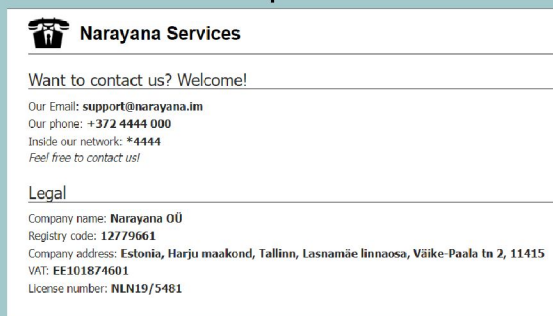 Narayana Services
Want to contact us? Welcome!
Our Email: support@narayana.im
Our phone: +372 4444 000
Inside our network: *4444
Feel free to contact us!
Legal
Company name: Narayana OÜ
Registry code: 12779661
Company address: Estonia, Harju maakond, Tallinn, Lasnamäe linnaosa, Väike-Paala tn 2, 11415
VAT: EE101874601
License number: NLN19/5481